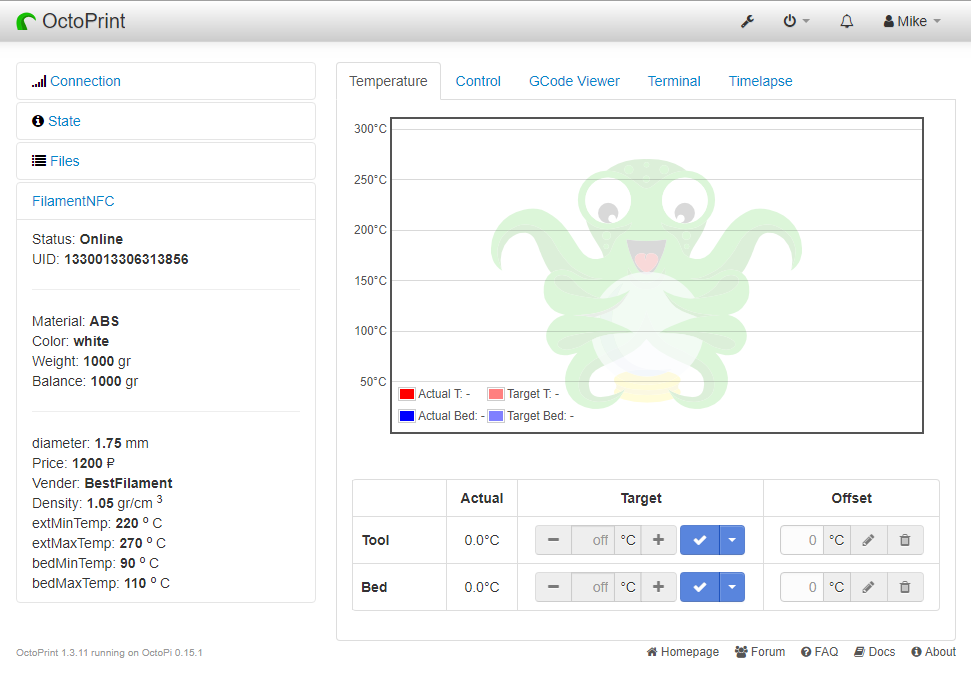 OctoPrint
Mike
Connection
State
Files
FilamentNFC
Status: Online
UID: 1330013306313856
Material: ABS
Color: white
Weight: 1000 gr
Balance: 1000 gr
diameter: 1.75 mm
Price: 1200 ₽
Vender: BestFilament
Density: 1.05 gr/cm ³
extMinTemp: 220 º C
extMaxTemp: 270 º C
bedMinTemp: 90 º C
bedMaxTemp: 110 º C
Temperature Control GCode Viewer Terminal Timelapse
300°C
250°C
200°C
150°C
100°C
50°C
Actual T: - Target T: -
Actual Bed: - Target Bed: -
Actual Target Offset
Tool 0.0°C off °C 0 °C
Bed 0.0°C off °C 0 °C
OctoPrint 1.3.11 running on OctoPi 0.15.1
Homepage Forum FAQ Docs About